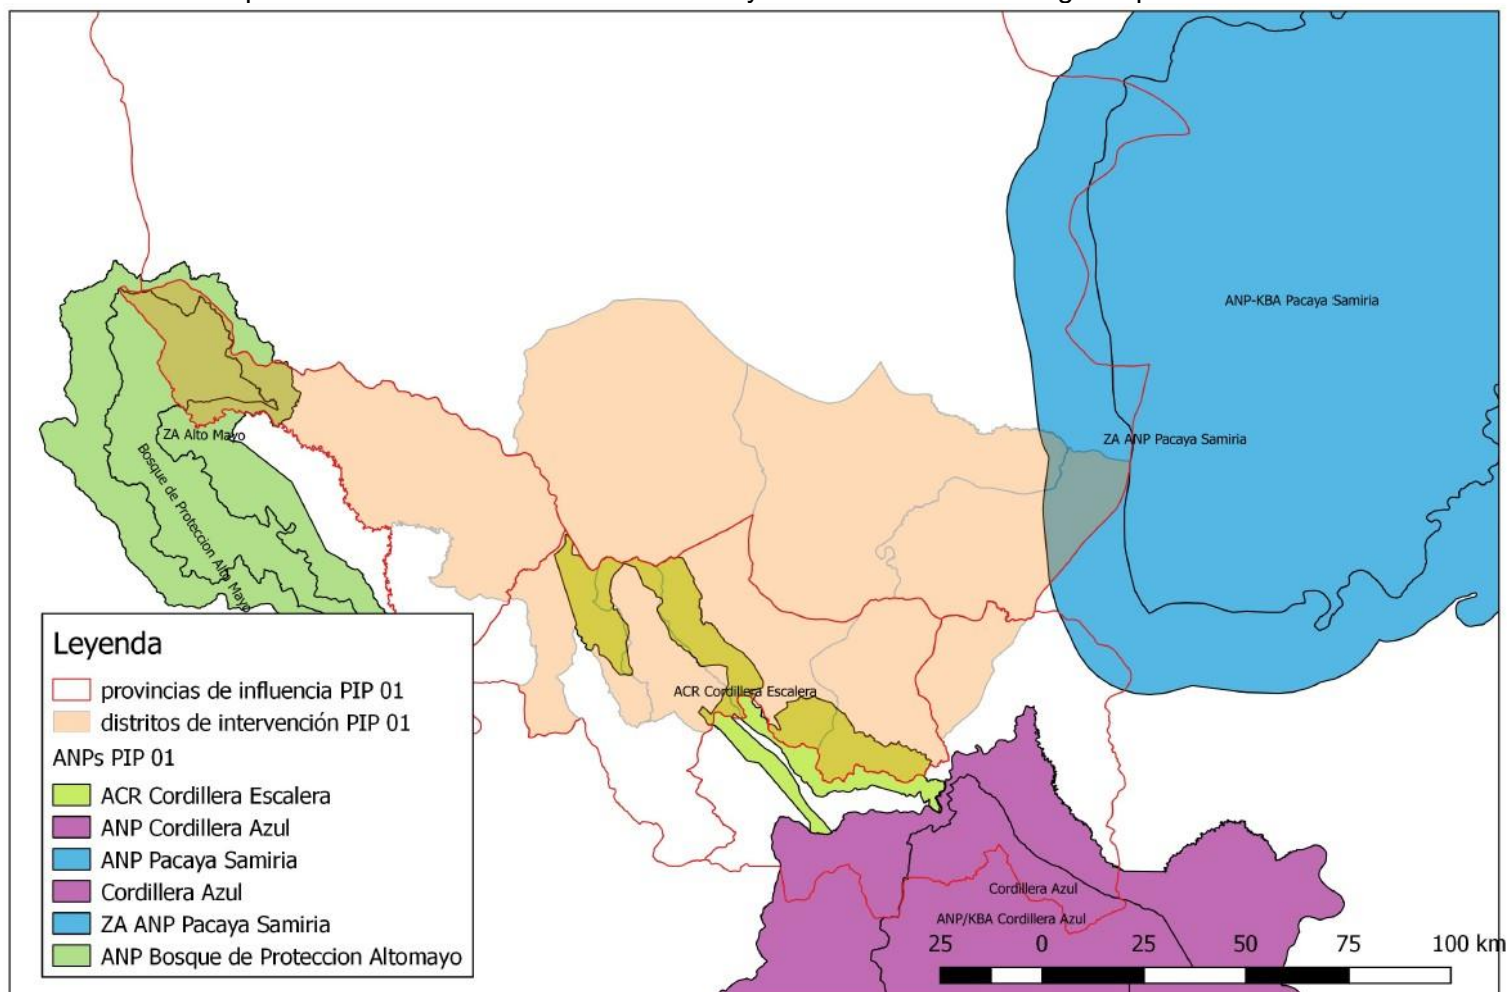 ANP-KBA Pacaya Samiria
ZA Alto Mayo
ZA ANP Pacaya Samiria
Bosque de Proteccion Alto Mayo
Leyenda
provincias de influencia PIP 01
distritos de intervención PIP 01
ANPs PIP 01
ACR Cordillera Escalera
ANP Cordillera Azul
ANP Pacaya Samiria
Cordillera Azul
ZA ANP Pacaya Samiria
ANP Bosque de Proteccion Altomayo
ACR Cordillera Escalera
Cordillera Azul
ANP/KBA Cordillera Azul
25 0 25 50 75 100 km